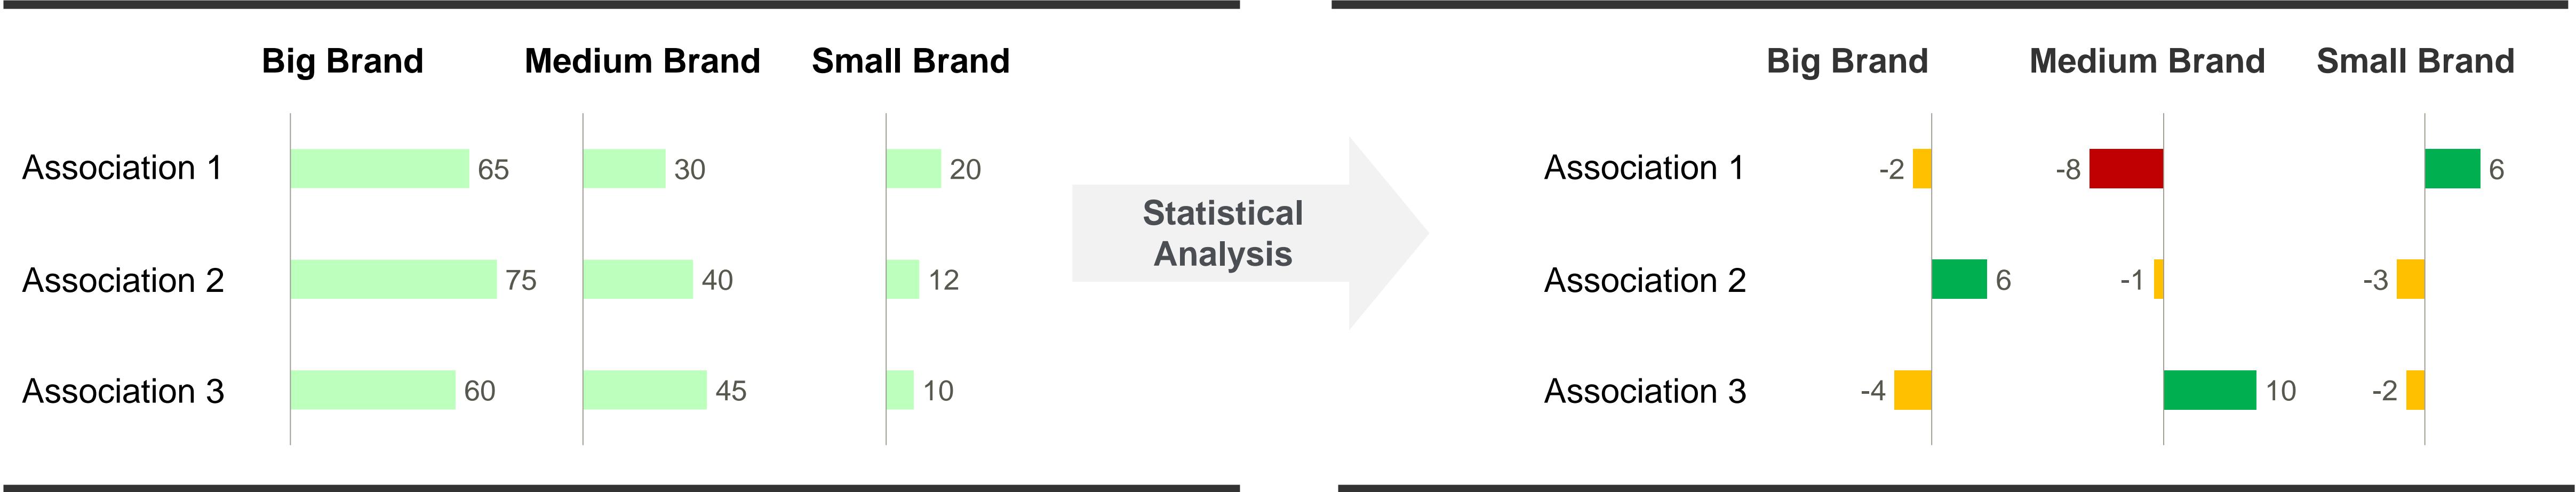 Big Brand Medium Brand Small Brand
Association 1 65 30 20
Association 2 75 40 12
Association 3 60 45 10
Statistical
Analysis
Big Brand Medium Brand Small Brand
Association 1 -2 -8 6
Association 2 6 -1 -3
Association 3 -4 10 -2